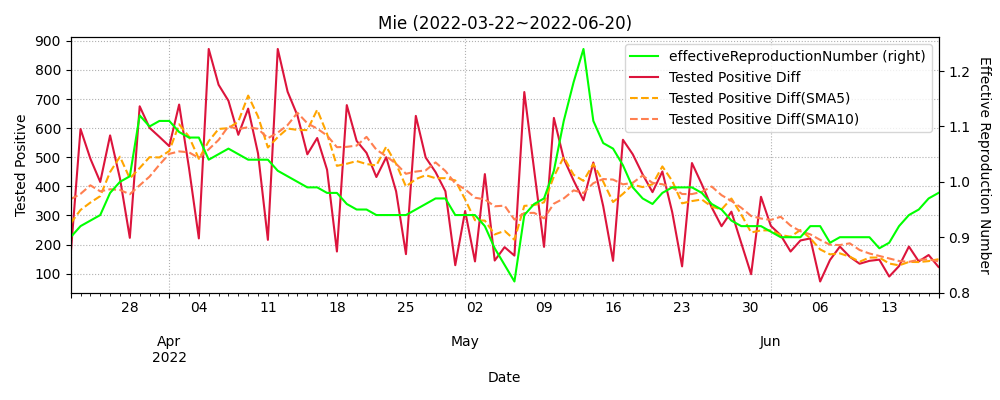 Mie (2022-03-22~2022-06-20)
effectiveReproductionNumber (right)
Tested Positive Diff
Tested Positive Diff(SMA5)
Tested Positive Diff(SMA10)
Tested Positive
900
800
700
600
500
400
300
200
100
Effective Reproduction Number
1.2
1.1
1.0
0.9
0.8
28 04 11 18 25 02 09 16 23 30 06 13
Apr May Jun
2022
Date